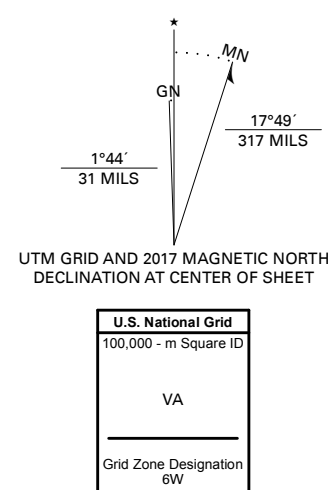 ★
MN
GN
17°49´
317 MILS
1°44´
31 MILS
UTM GRID AND 2017 MAGNETIC NORTH
DECLINATION AT CENTER OF SHEET
U.S. National Grid
100,000 - m Square ID
VA
Grid Zone Designation
6W